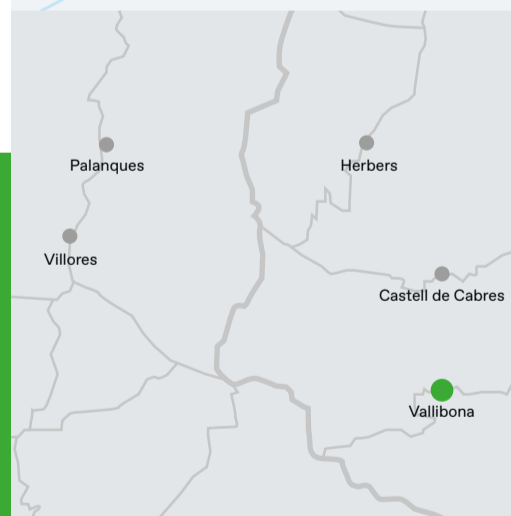 Palanques
Herbers
Villores
Castell de Cabres
Vallibona